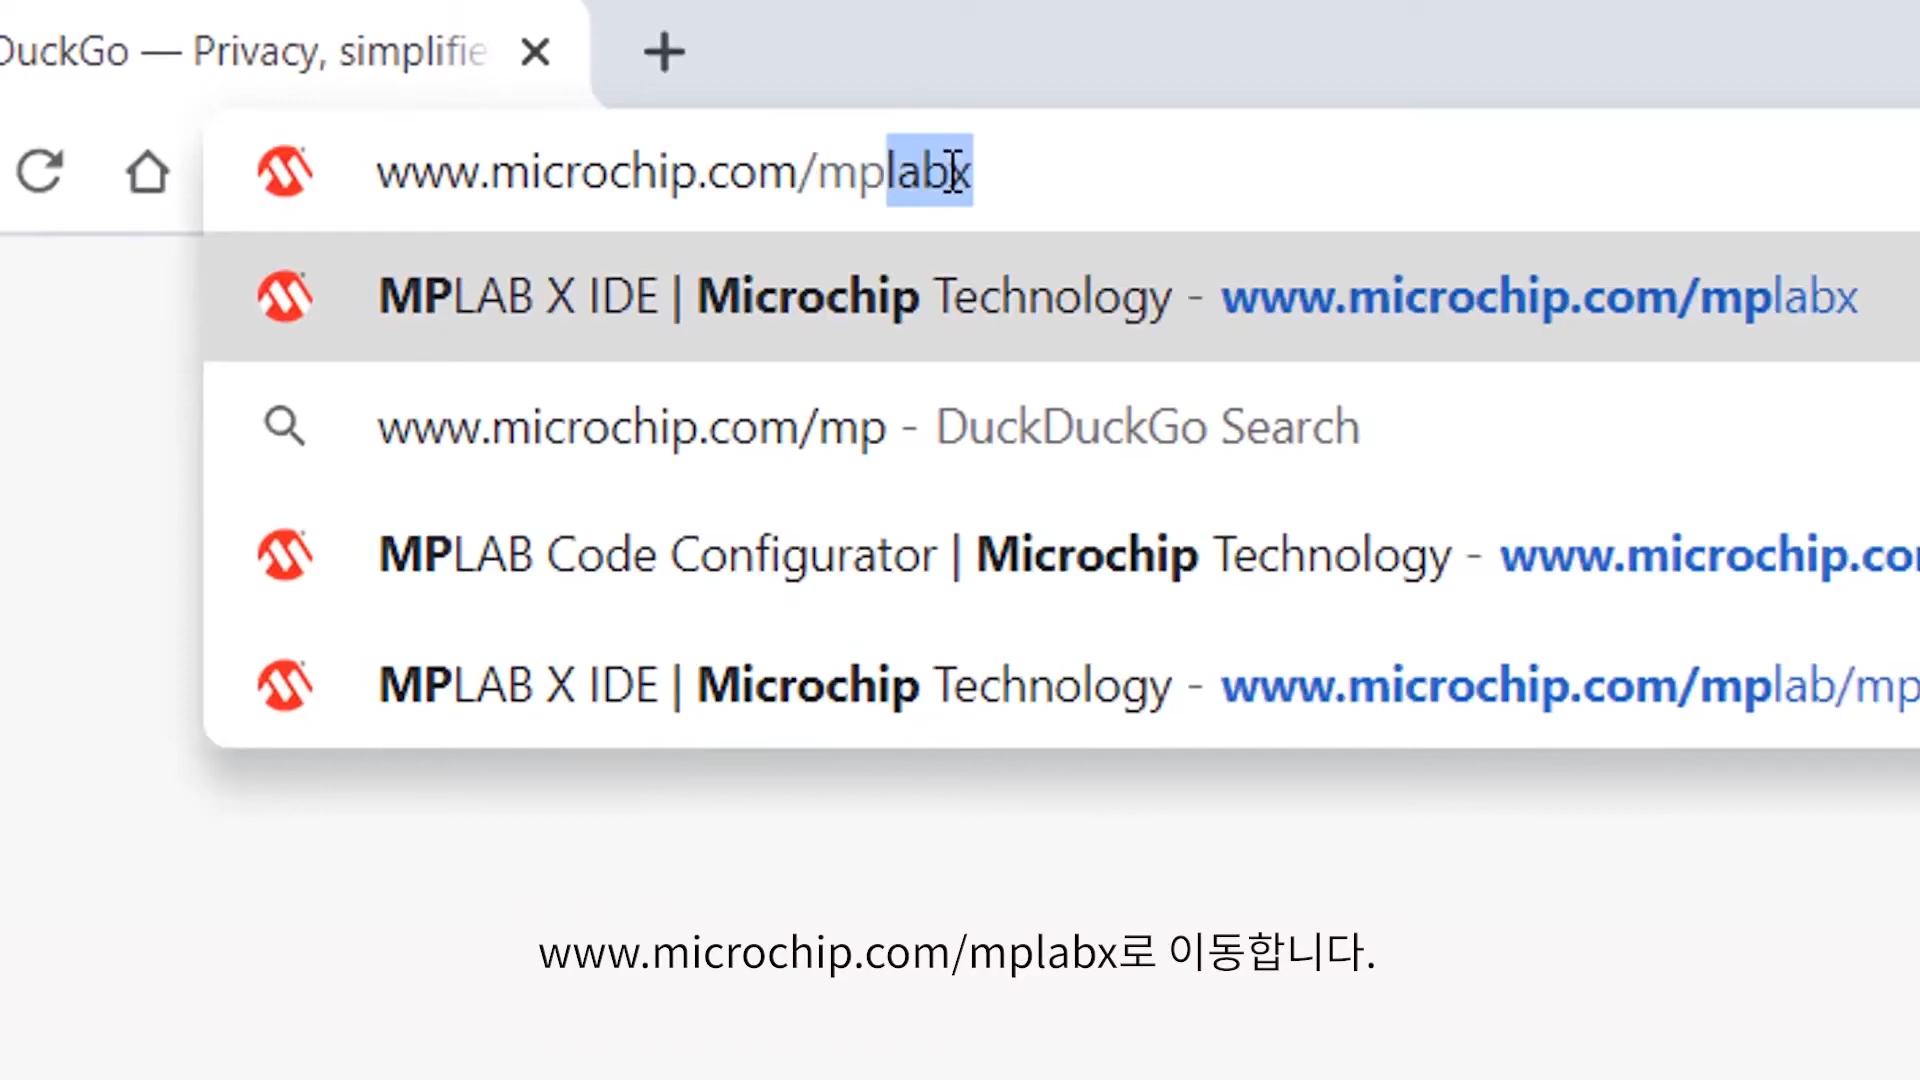 DuckGo — Privacy, simplifie
www.microchip.com/mplabx
MPLAB X IDE | Microchip Technology - www.microchip.com/mplabx
www.microchip.com/mp - DuckDuckGo Search
MPLAB Code Configurator | Microchip Technology - www.microchip.co
MPLAB X IDE | Microchip Technology - www.microchip.com/mplab/mp
www.microchip.com/mplabx로 이동합니다.